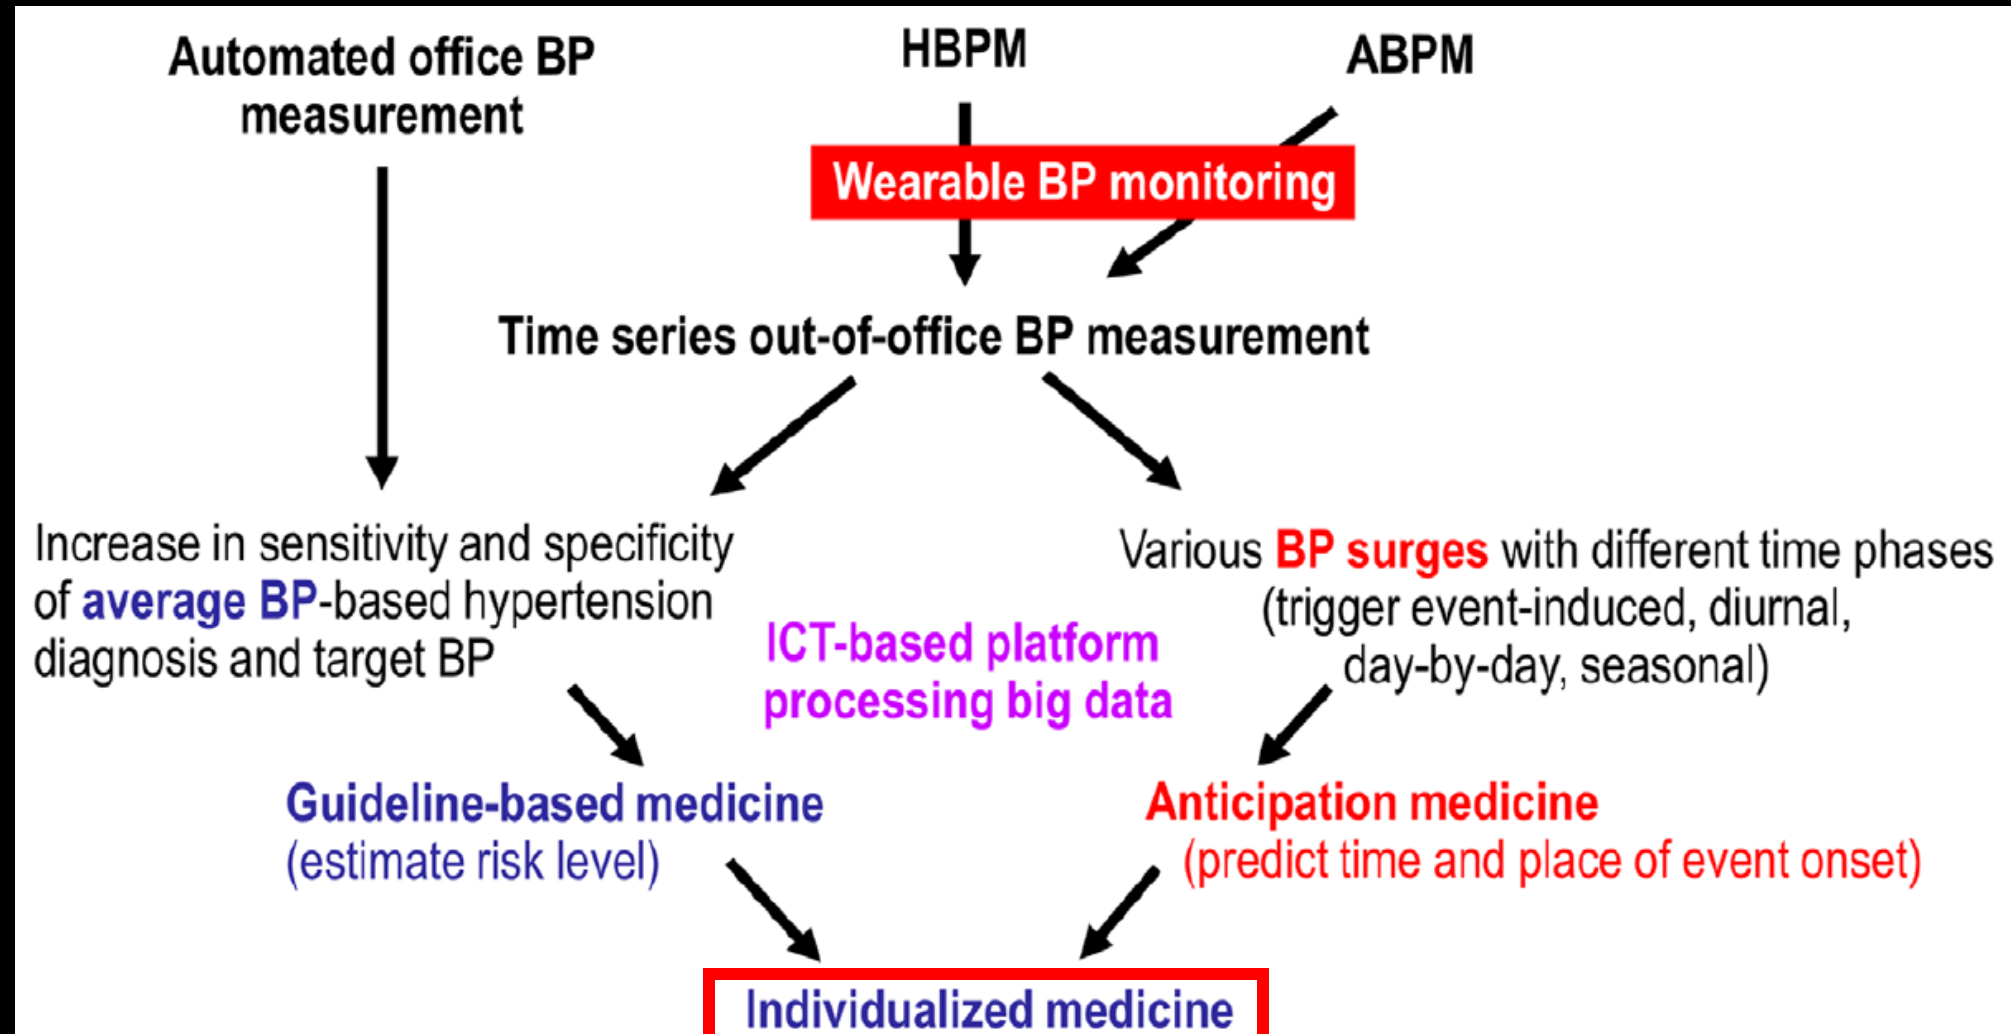 Automated office BP
measurement
HBPM
ABPM
Wearable BP monitoring
Time series out-of-office BP measurement
Increase in sensitivity and specificity
of average BP-based hypertension
diagnosis and target BP
Various BP surges with different time phases
(trigger event-induced, diurnal,
day-by-day, seasonal)
ICT-based platform
processing big data
Guideline-based medicine
(estimate risk level)
Anticipation medicine
(predict time and place of event onset)
Individualized medicine